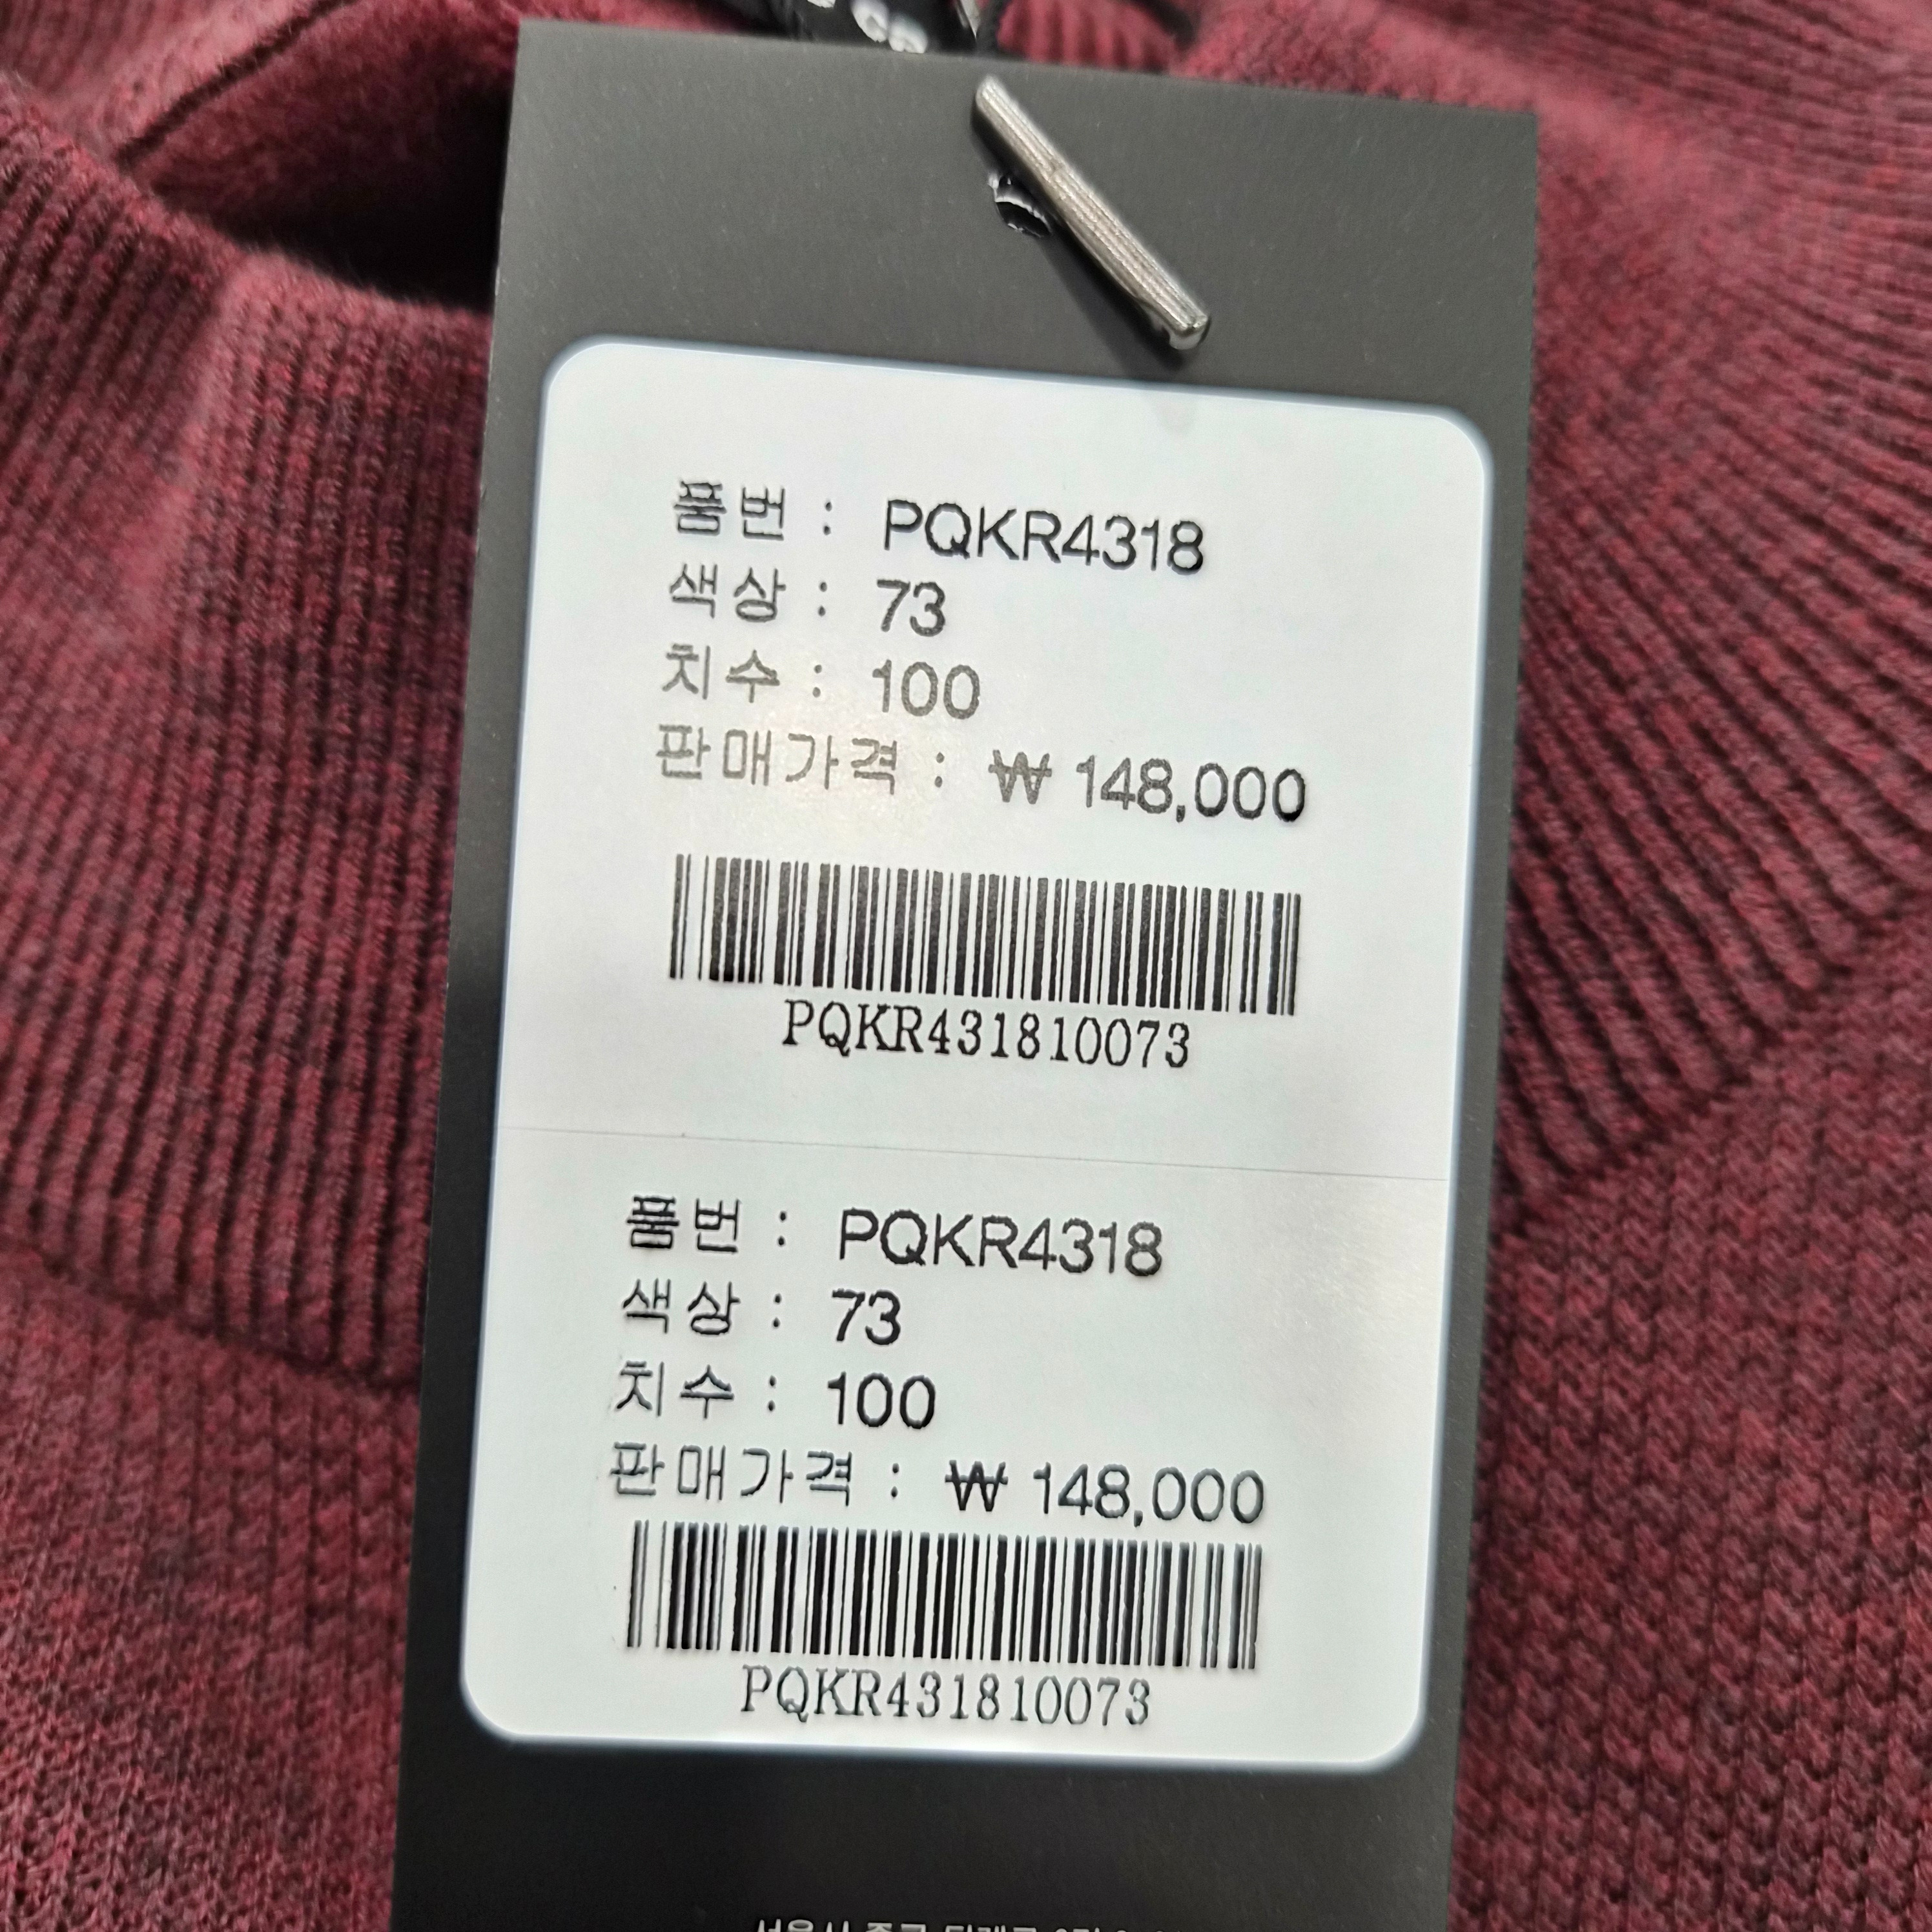 품번 : PQKR4318
색상 : 73
치수 : 100
판매가격 : ₩ 148,000
PQKR431810073
품번 : PQKR4318
색상 : 73
치수 : 100
판매가격 : ₩ 148,000
PQKR431810073